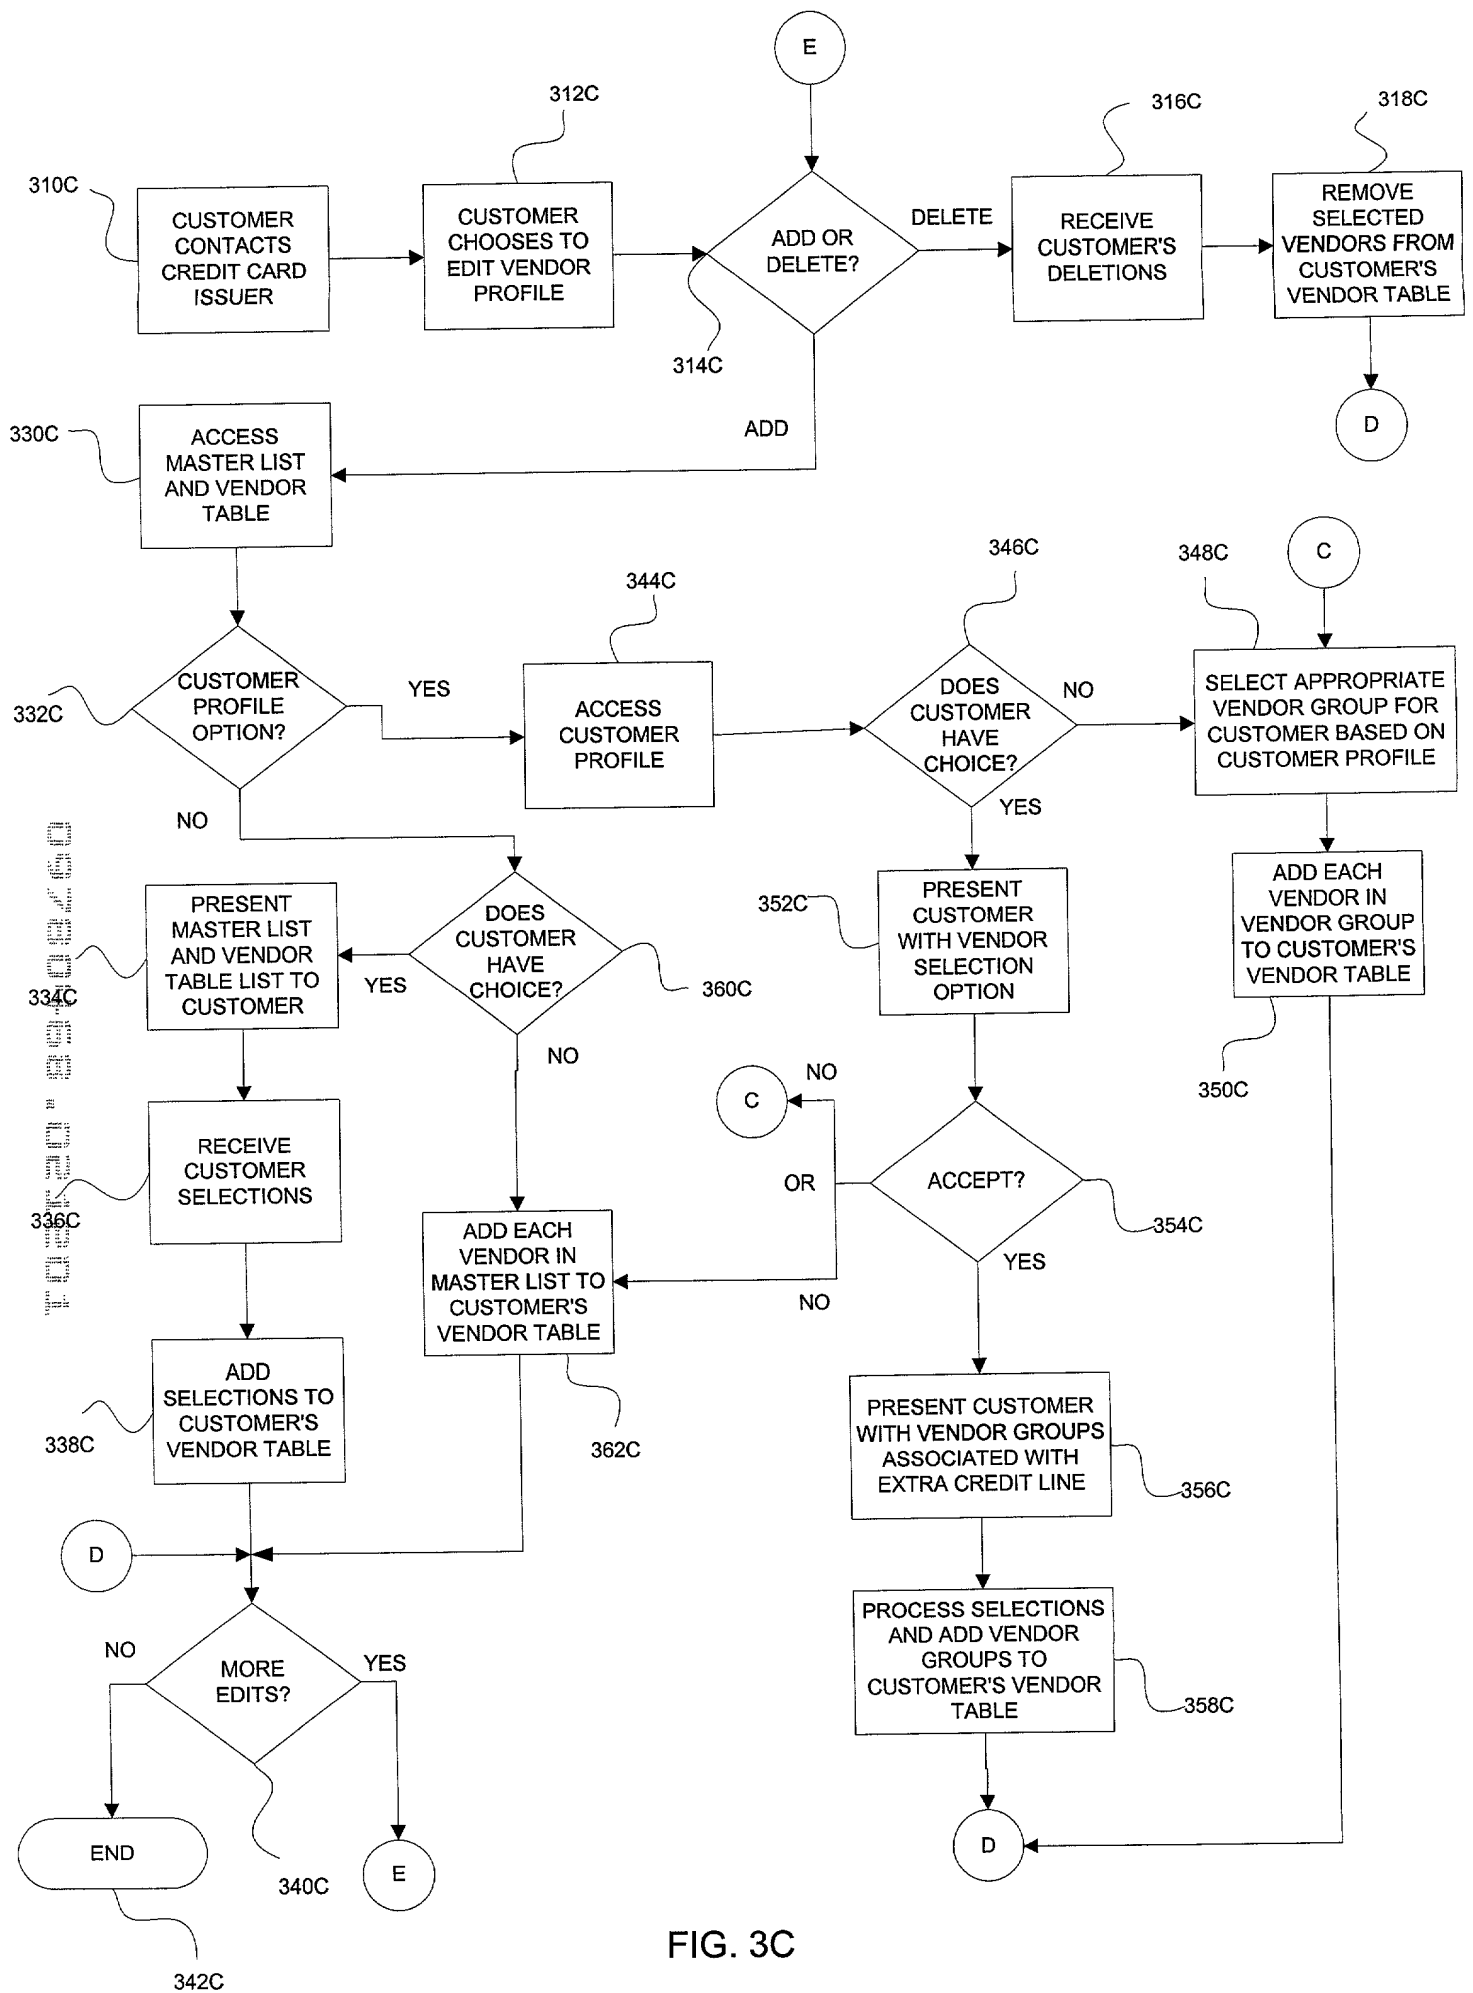 E
312C
316C
318C
310C
CUSTOMER
CONTACTS
CREDIT CARD
ISSUER
CUSTOMER
CHOOSES TO
EDIT VENDOR
PROFILE
ADD OR
DELETE?
DELETE
RECEIVE
CUSTOMER'S
DELETIONS
REMOVE
SELECTED
VENDORS FROM
CUSTOMER'S
VENDOR TABLE
314C
D
ADD
330C
ACCESS
MASTER LIST
AND VENDOR
TABLE
346C
348C
C
344C
332C
CUSTOMER
PROFILE
OPTION?
YES
ACCESS
CUSTOMER
PROFILE
DOES
CUSTOMER
HAVE
CHOICE?
NO
SELECT APPROPRIATE
VENDOR GROUP FOR
CUSTOMER BASED ON
CUSTOMER PROFILE
NO
YES
PRESENT
MASTER LIST
AND VENDOR
TABLE LIST TO
CUSTOMER
334C
YES
DOES
CUSTOMER
HAVE
CHOICE?
360C
352C
PRESENT
CUSTOMER
WITH VENDOR
SELECTION
OPTION
ADD EACH
VENDOR IN
VENDOR GROUP
TO CUSTOMER'S
VENDOR TABLE
350C
NO
C
NO
RECEIVE
CUSTOMER
SELECTIONS
336C
OR
ACCEPT?
354C
YES
NO
ADD EACH
VENDOR IN
MASTER LIST TO
CUSTOMER'S
VENDOR TABLE
362C
ADD
SELECTIONS TO
CUSTOMER'S
VENDOR TABLE
338C
PRESENT CUSTOMER
WITH VENDOR GROUPS
ASSOCIATED WITH
EXTRA CREDIT LINE
356C
D
PROCESS SELECTIONS
AND ADD VENDOR
GROUPS TO
CUSTOMER'S VENDOR
TABLE
358C
NO
MORE
EDITS?
YES
END
340C
E
D
342C
FIG. 3C